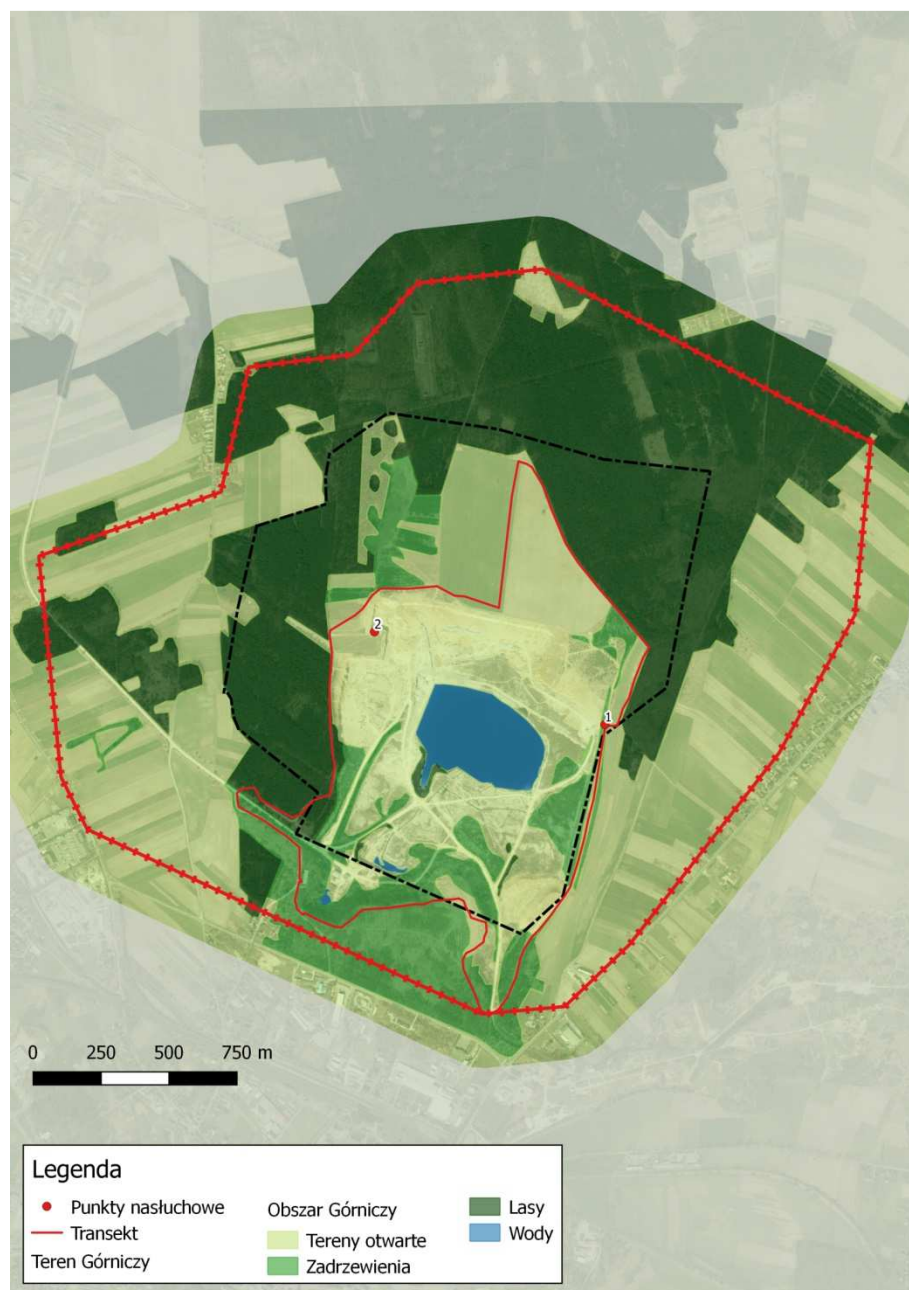 2
1
0 250 500 750 m
Legenda
Punkty nasłuchowe
Transekt
Teren Górniczy
Obszar Górniczy
Tereny otwarte
Zadrzewienia
Lasy
Wody